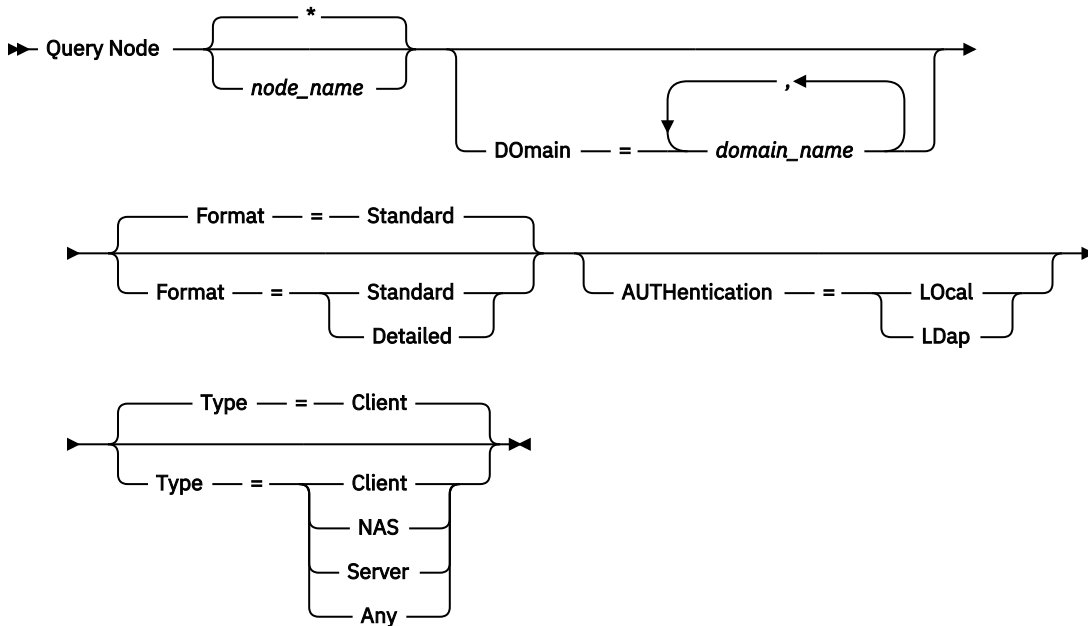 *
Query Node
node_name
,
DOmain = domain_name
Format = Standard
Format = Standard
Detailed
AUTHentication = LOcal
LDap
Type = Client
Type = Client
NAS
Server
Any